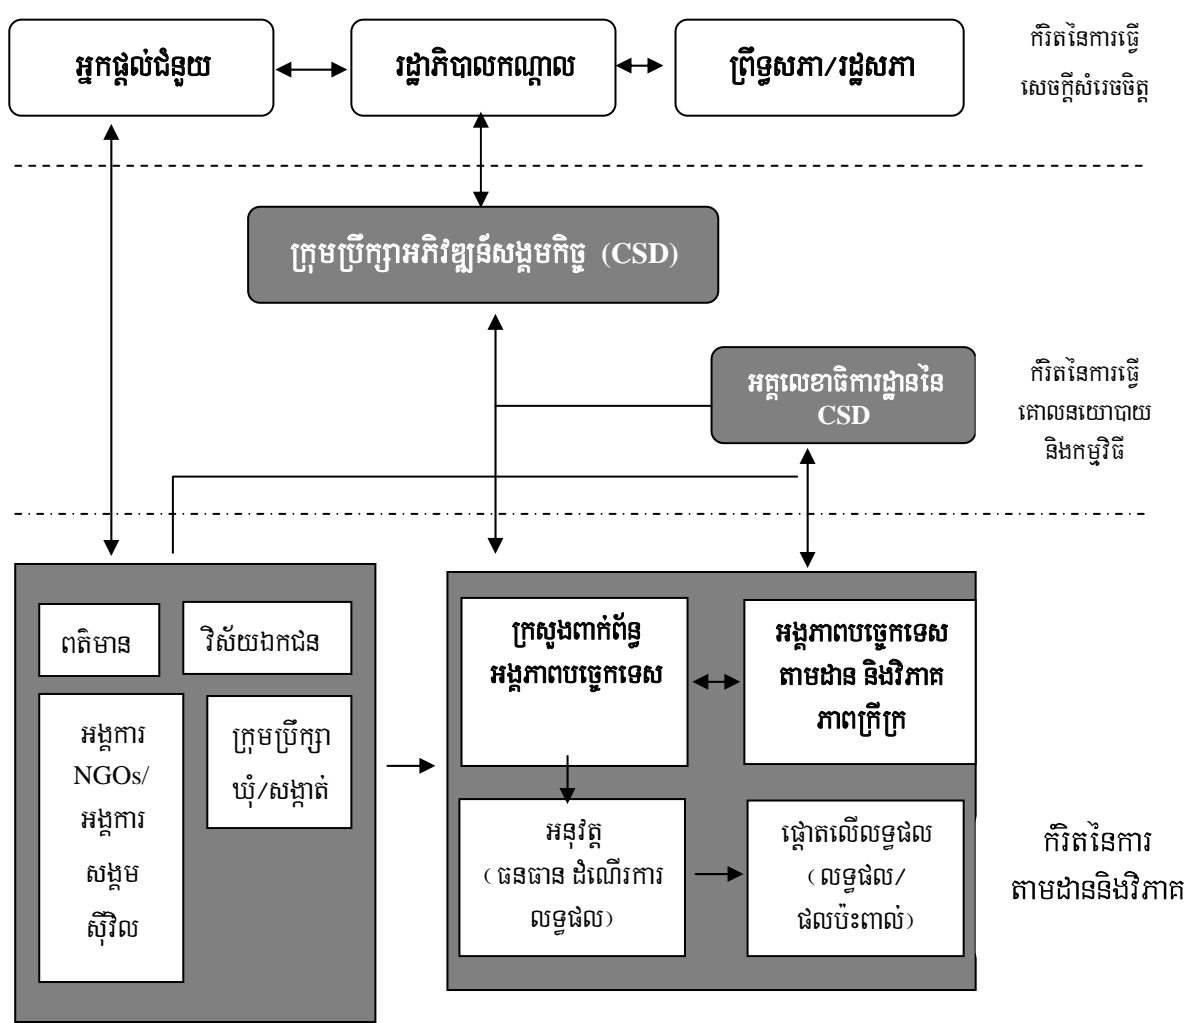 អ្នកផ្តល់ជំនួយ
រដ្ឋាភិបាលកណ្តាល
ព្រឹទ្ធសភា/រដ្ឋសភា
កំរិតនៃការធ្វើ
សេចក្តីសំរេចចិត្ត
ក្រុមប្រឹក្សាអភិវឌ្ឍន៍សង្គមកិច្ច (CSD)
អគ្គលេខាធិការដ្ឋាននៃ
CSD
កំរិតនៃការធ្វើ
គោលនយោបាយ
និងកម្មវិធី
ពត៌មាន
វិស័យឯកជន
អង្គការ
NGOs/
អង្គការ
សង្គម
ស៊ីវិល
ក្រុមប្រឹក្សា
ឃុំ/សង្កាត់
ក្រសួងពាក់ព័ន្ធ
អង្គភាពបច្ចេកទេស
អង្គភាពបច្ចេកទេស
តាមដាន និងវិភាគ
ភាពក្រីក្រ
អនុវត្ត
(ធនធាន ដំណើរការ
លទ្ធផល)
ផ្តោតលើលទ្ធផល
(លទ្ធផល/
ផលប៉ះពាល់)
កំរិតនៃការ
តាមដាននិងវិភាគ